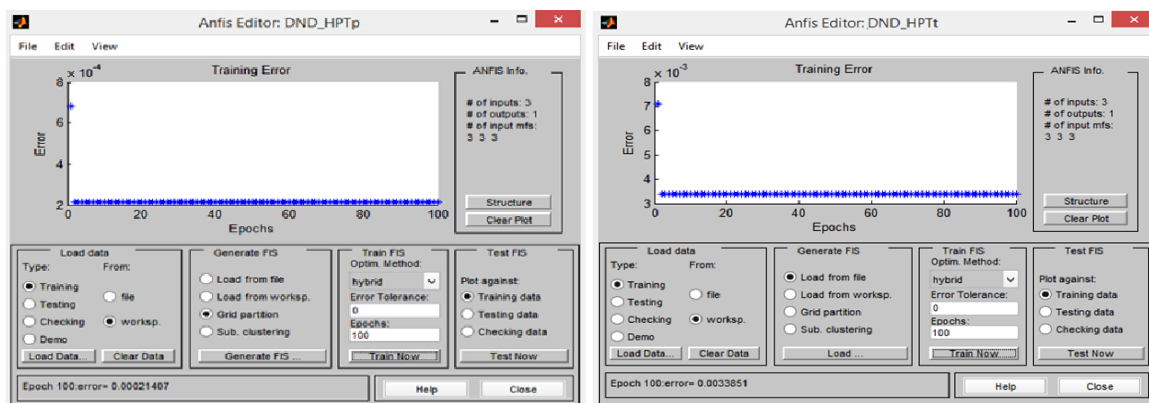 Anfis Editor: DND_HPTp
File Edit View
Training Error
× 10⁻⁴
8
6
4
2
Error
0 20 40 60 80 100
Epochs
ANFIS Info.
# of inputs: 3
# of outputs: 1
# of input mfs:
3 3 3
Structure
Clear Plot
Load data
Type: From:
Training
Testing
Checking
Demo
file
worksp.
Load Data... Clear Data
Generate FIS
Load from file
Load from worksp.
Grid partition
Sub. clustering
Generate FIS ...
Train FIS
Optim. Method:
hybrid
Error Tolerance:
0
Epochs:
100
Train Now
Test FIS
Plot against:
Training data
Testing data
Checking data
Test Now
Epoch 100:error= 0.00021407
Help Close
Anfis Editor: DND_HPTt
File Edit View
Training Error
× 10⁻³
8
7
6
5
4
3
Error
0 20 40 60 80 100
Epochs
ANFIS Info.
# of inputs: 3
# of outputs: 1
# of input mfs:
3 3 3
Structure
Clear Plot
Load data
Type: From:
Training
Testing
Checking
Demo
file
worksp.
Load Data... Clear Data
Generate FIS
Load from file
Load from worksp.
Grid partition
Sub. clustering
Load ...
Train FIS
Optim. Method:
hybrid
Error Tolerance:
0
Epochs:
100
Train Now
Test FIS
Plot against:
Training data
Testing data
Checking data
Test Now
Epoch 100:error= 0.0033851
Help Close